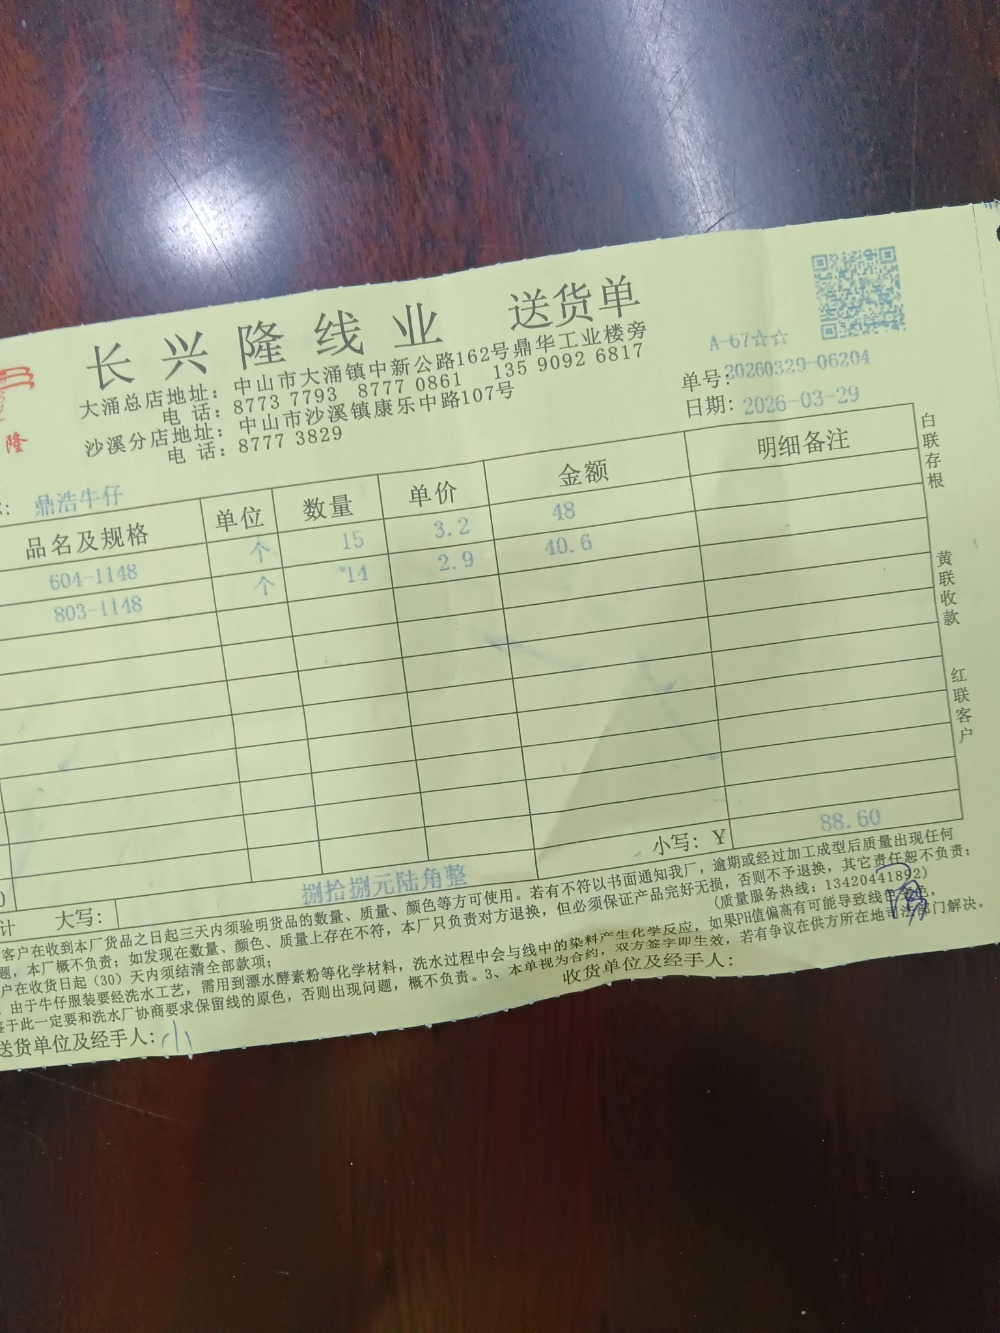 长兴隆线业 送货单
大涌总店地址：中山市大涌镇中新公路162号鼎华工业楼旁
电 话：8773 7793 8777 0861 135 9092 6817
沙溪分店地址：中山市沙溪镇康乐中路107号
电 话：8777 3829
隆
A-67☆☆
单号：20260329-06204
日期：2026-03-29
鼎浩牛仔
品名及规格 单位 数量 单价 金额 明细备注
604-1148 个 15 3.2 48
803-1148 个 14 2.9 40.6
白联存根
黄联收款
红联客户
计 大写： 捌拾捌元陆角整 小写：Y 88.60
客户在收到本厂货品之日起三天内须验明货品的数量、质量、颜色等方可使用。若有不符以书面通知我厂，逾期或经过加工成型后质量出现任何
题，本厂概不负责；如发现在数量、颜色、质量上存在不符，本厂只负责对方退换，但必须保证产品完好无损，否则不予退换，其它责任恕不负责；
户在收货日起（30）天内须结清全部款项； （质量服务热线：13420441892）
由于牛仔服装要经洗水工艺，需用到漂水酵素粉等化学材料，洗水过程中会与线中的染料产生化学反应，如果PH值偏高有可能导致线
鉴于此一定要和洗水厂协商要求保留线的原色，否则出现问题，概不负责。3、本单视为合约，双方签字即生效，若有争议在供方所在地司法部门解决。
送货单位及经手人：小
收货单位及经手人：